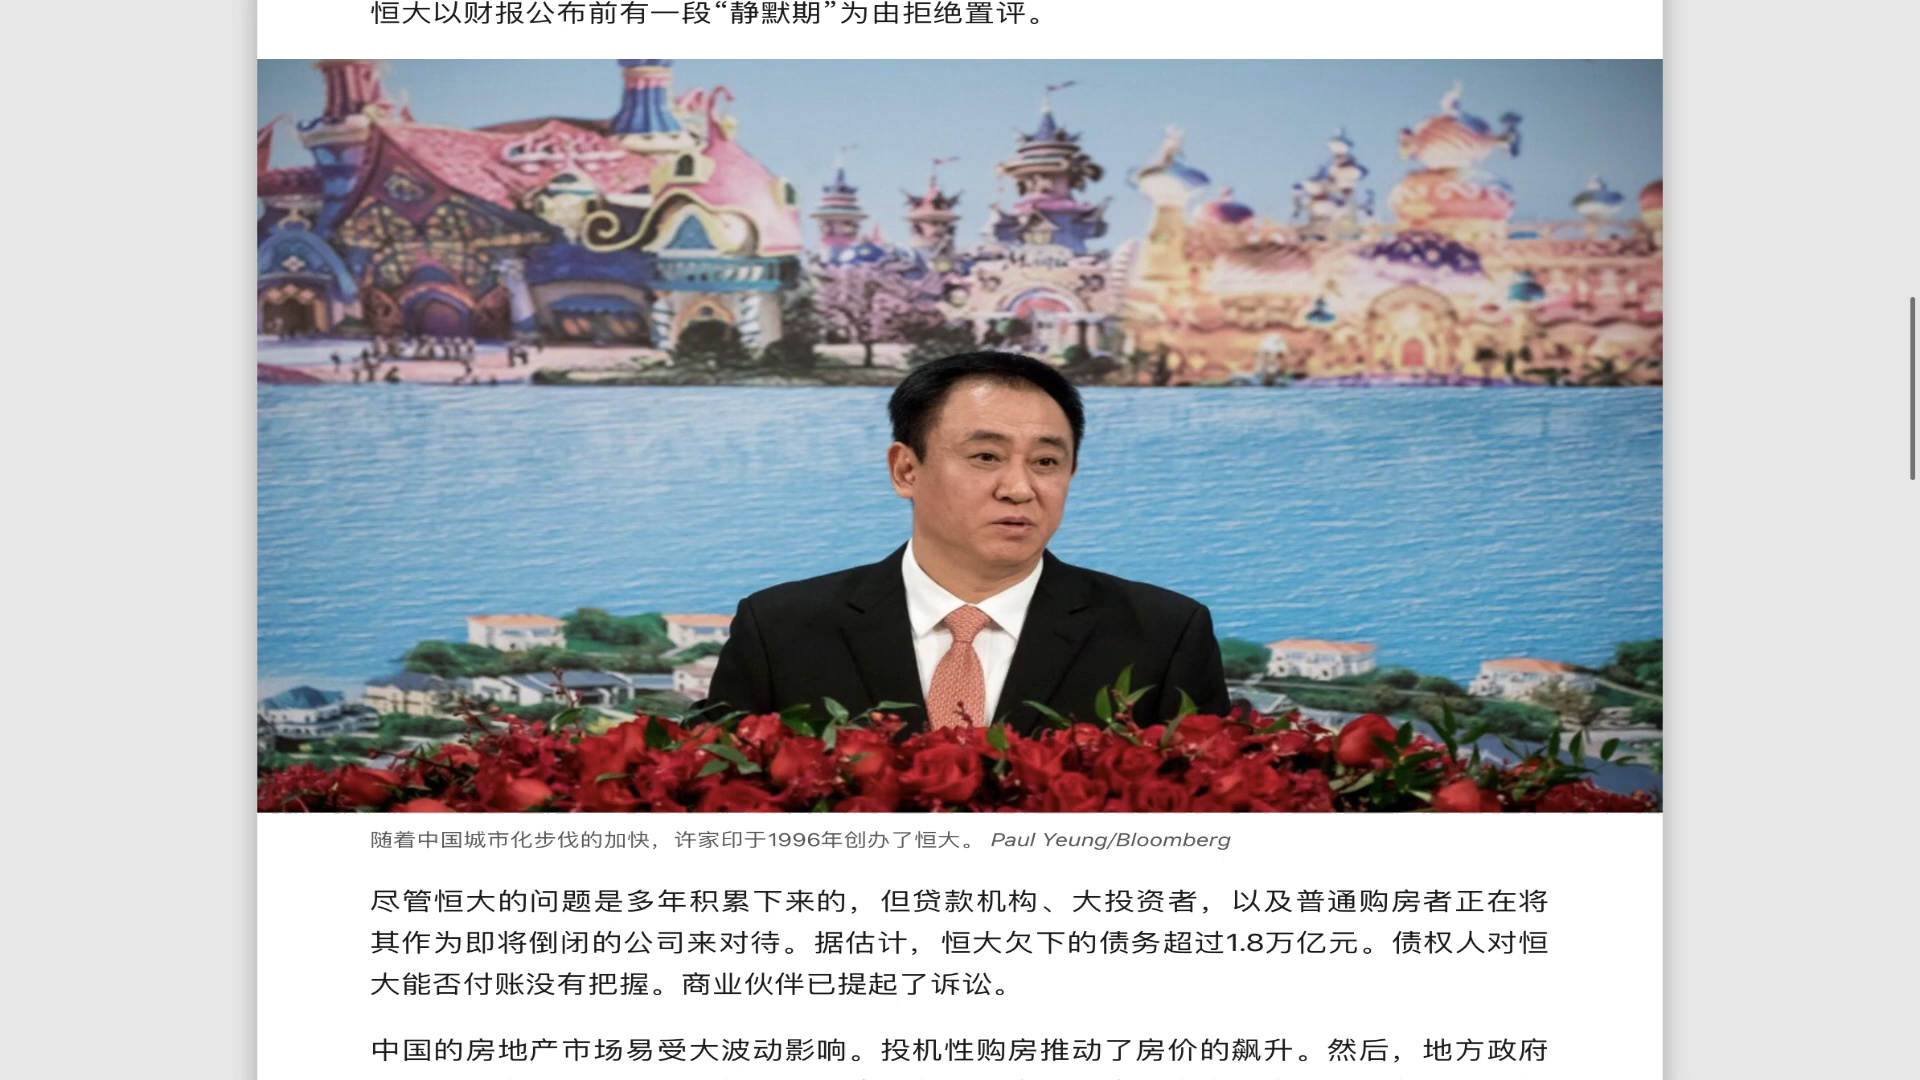 恒大以财报公布前有一段“静默期”为由拒绝置评。
随着中国城市化步伐的加快，许家印于1996年创办了恒大。 Paul Yeung/Bloomberg
尽管恒大的问题是多年积累下来的，但贷款机构、大投资者，以及普通购房者正在将
其作为即将倒闭的公司来对待。据估计，恒大欠下的债务超过1.8万亿元。债权人对恒
大能否付账没有把握。商业伙伴已提起了诉讼。
中国的房地产市场易受大波动影响。投机性购房推动了房价的飙升。然后，地方政府